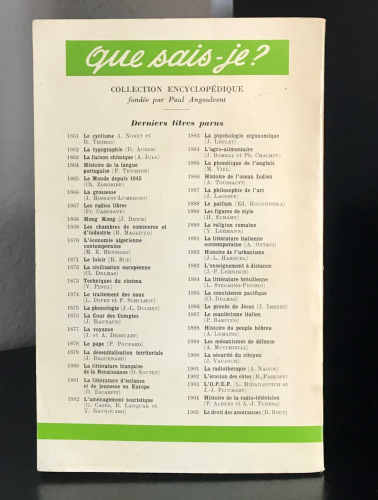 Que sais-je?
COLLECTION ENCYCLOPÉDIQUE
fondée par Paul Angoulvent
Derniers titres parus
1861 Le cyclisme A. NORET et
R. THOMAS)
1862 La typographie (D. AUGER)
1863 La liaison chimique (A. JULG)
1864 Histoire de la langue
portugaise (P. TEYSSIER)
1865 Le Monde depuis 1945
(Ch. ZORGBIBE)
1866 La grossesse
(J. ROSSANT-LUMBROSO)
1867 Les radios libres
(Fr. CAZENAVE)
1868 Hong Kong (J. DENIS)
1869 Les chambres de commerce et
d'industrie (B. MAGLIULO)
1870 L'économie algérienne
contemporaine
(M. E. BENISSAD)
1871 Le loisir (R. SUE)
1872 La civilisation européenne
(Cl. DELMAS)
1873 Techniques du cinéma
(V. PINEL)
1874 Le traitement des eaux
(L. DIVET et P. SCHULHOF)
1875 La phonologie (J.-L. DUCHET)
1876 La Cour des Comptes
(J. RAYNAUD)
1877 La voyance
(J. et A. DIERKENS)
1878 Le pape (P. POUPARD)
1879 La décentralisation territoriale
(J. BAGUENARD)
1880 La littérature française
de la Renaissance (D. SOUTET)
1881 La littérature d'enfance
et de jeunesse en Europe
(D. ESCARPIT)
1882 L'aménagement touristique
(G. CAZES, R. LANQUAR et
Y. RAYNOUARD)
1883 La psychologie ergonomique
(J. LEPLAT)
1884 L'agro-alimentaire
(J. HOMBAL et Ph. CHALMIN)
1885 La phonétique de l'anglais
(M. VIEL)
1886 Histoire de l'océan Indien
(A. TOUSSAINT)
1887 La philosophie de l'art
(J. LACOSTE)
1888 Le parfum (Ed. ROUDNITSKA)
1889 Les figures de style
(H. SUHAMY)
1890 La religion romaine
(Y. LEHMANN)
1891 La littérature italienne
contemporaine (A. OTTAVI)
1892 Histoire de l'urbanisme
(J.-L. HAROUEL)
1893 L'enseignement à distance
(J.-P. LEHNISCH)
1894 La littérature brésilienne
(L. STEGAGNO-PICCHIO)
1895 La coexistence pacifique
(Cl. DELMAS)
1896 Le procès de Jésus (J. IMBERT)
1897 Le maniérisme italien
(P. BARUCCO)
1898 Histoire du peuple hébreu
(A. LEMAIRE)
1899 Les mécanismes de défense
(A. MUCCHIELLI)
1900 La sécurité du citoyen
(J. VAUJOUR)
1901 La radiothérapie (A. NAHUM)
1902 L'érosion des côtes (R. PASKOFF)
1903 L'O.P.E.P. (L. MIHAILOVITCH et
J.-J. PLUCHART)
1904 Histoire de la radio-télévision
(P. ALBERT et A.-J. TUDESQ)
1905 Le droit des assurances (R. BOUT)